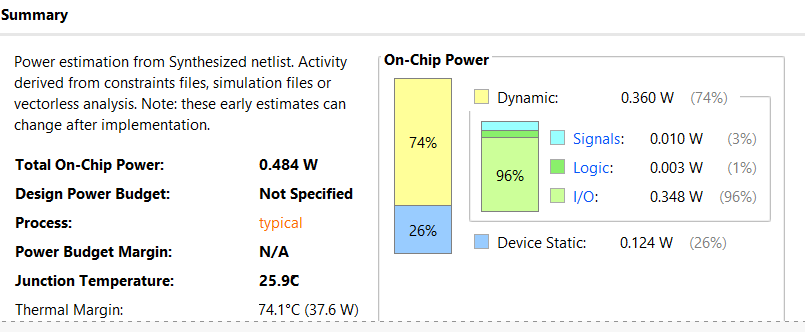 Summary
Power estimation from Synthesized netlist. Activity
derived from constraints files, simulation files or
vectorless analysis. Note: these early estimates can
change after implementation.
Total On-Chip Power: 0.484 W
Design Power Budget: Not Specified
Process: typical
Power Budget Margin: N/A
Junction Temperature: 25.9°C
Thermal Margin: 74.1°C (37.6 W)
On-Chip Power
74%
26%
Dynamic: 0.360 W (74%)
96%
Signals: 0.010 W (3%)
Logic: 0.003 W (1%)
I/O: 0.348 W (96%)
Device Static: 0.124 W (26%)